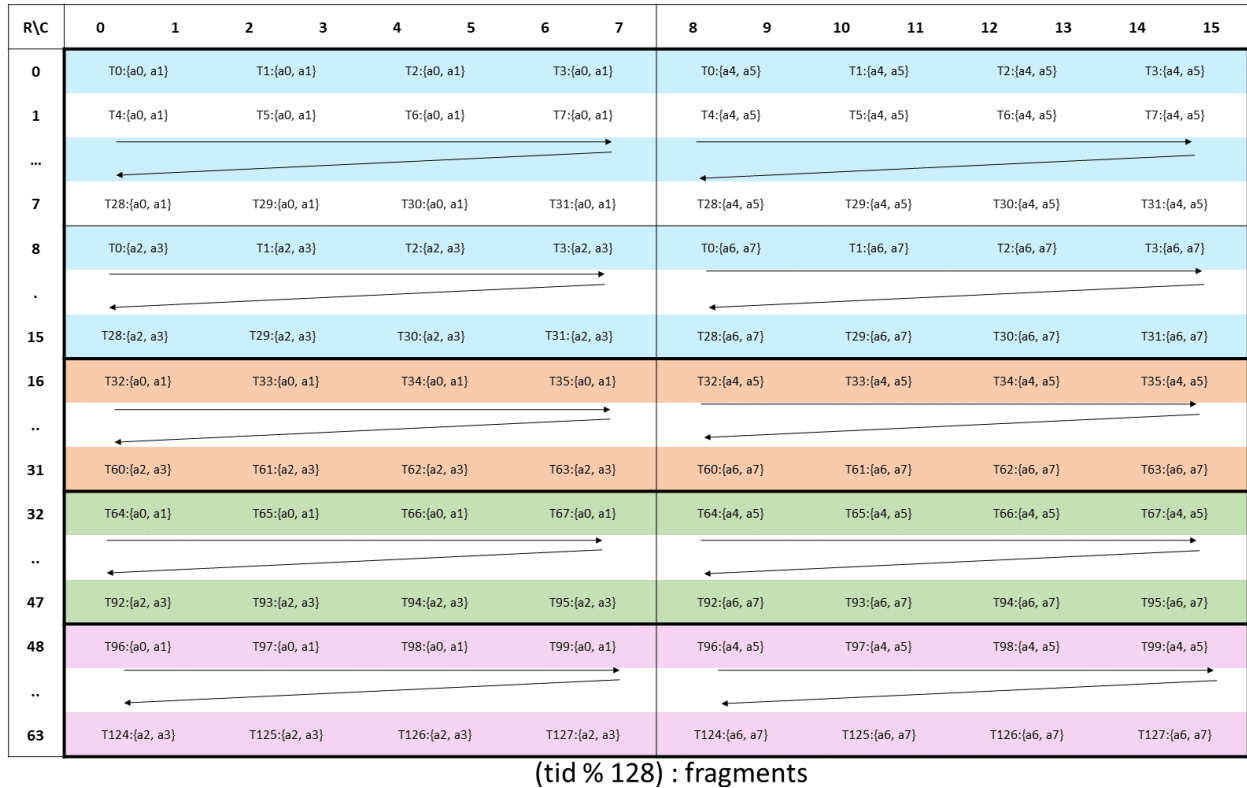 R\C 0 1 2 3 4 5 6 7 8 9 10 11 12 13 14 15
0 T0:{a0, a1} T1:{a0, a1} T2:{a0, a1} T3:{a0, a1} T0:{a4, a5} T1:{a4, a5} T2:{a4, a5} T3:{a4, a5}
1 T4:{a0, a1} T5:{a0, a1} T6:{a0, a1} T7:{a0, a1} T4:{a4, a5} T5:{a4, a5} T6:{a4, a5} T7:{a4, a5}
...
7 T28:{a0, a1} T29:{a0, a1} T30:{a0, a1} T31:{a0, a1} T28:{a4, a5} T29:{a4, a5} T30:{a4, a5} T31:{a4, a5}
8 T0:{a2, a3} T1:{a2, a3} T2:{a2, a3} T3:{a2, a3} T0:{a6, a7} T1:{a6, a7} T2:{a6, a7} T3:{a6, a7}
.
15 T28:{a2, a3} T29:{a2, a3} T30:{a2, a3} T31:{a2, a3} T28:{a6, a7} T29:{a6, a7} T30:{a6, a7} T31:{a6, a7}
16 T32:{a0, a1} T33:{a0, a1} T34:{a0, a1} T35:{a0, a1} T32:{a4, a5} T33:{a4, a5} T34:{a4, a5} T35:{a4, a5}
..
31 T60:{a2, a3} T61:{a2, a3} T62:{a2, a3} T63:{a2, a3} T60:{a6, a7} T61:{a6, a7} T62:{a6, a7} T63:{a6, a7}
32 T64:{a0, a1} T65:{a0, a1} T66:{a0, a1} T67:{a0, a1} T64:{a4, a5} T65:{a4, a5} T66:{a4, a5} T67:{a4, a5}
..
47 T92:{a2, a3} T93:{a2, a3} T94:{a2, a3} T95:{a2, a3} T92:{a6, a7} T93:{a6, a7} T94:{a6, a7} T95:{a6, a7}
48 T96:{a0, a1} T97:{a0, a1} T98:{a0, a1} T99:{a0, a1} T96:{a4, a5} T97:{a4, a5} T98:{a4, a5} T99:{a4, a5}
..
63 T124:{a2, a3} T125:{a2, a3} T126:{a2, a3} T127:{a2, a3} T124:{a6, a7} T125:{a6, a7} T126:{a6, a7} T127:{a6, a7}
(tid % 128) : fragments